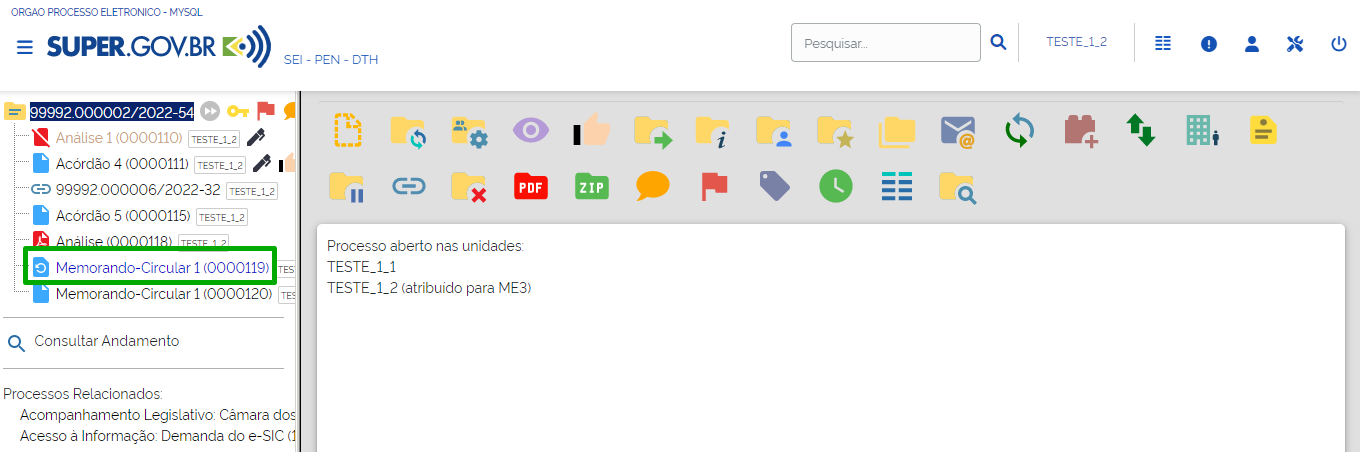 ORGAO PROCESSO ELETRONICO - MYSQL
SUPER.GOV.BR
SEI - PEN - DTH
Pesquisar...
TESTE_1_2
99992.000002/2022-54
Análise 1 (0000110) TESTE_1_2
Acórdão 4 (0000111) TESTE_1_2
99992.000006/2022-32 TESTE_1_2
Acórdão 5 (0000115) TESTE_1_2
Análise (0000118) TESTE_1_2
Memorando-Circular 1 (0000119) TEST
Memorando-Circular 1 (0000120) TES
Consultar Andamento
Processos Relacionados:
Acompanhamento Legislativo: Câmara dos
Acesso à Informação: Demanda do e-SIC (1
PDF
ZIP
Processo aberto nas unidades:
TESTE_1_1
TESTE_1_2 (atribuído para ME3)